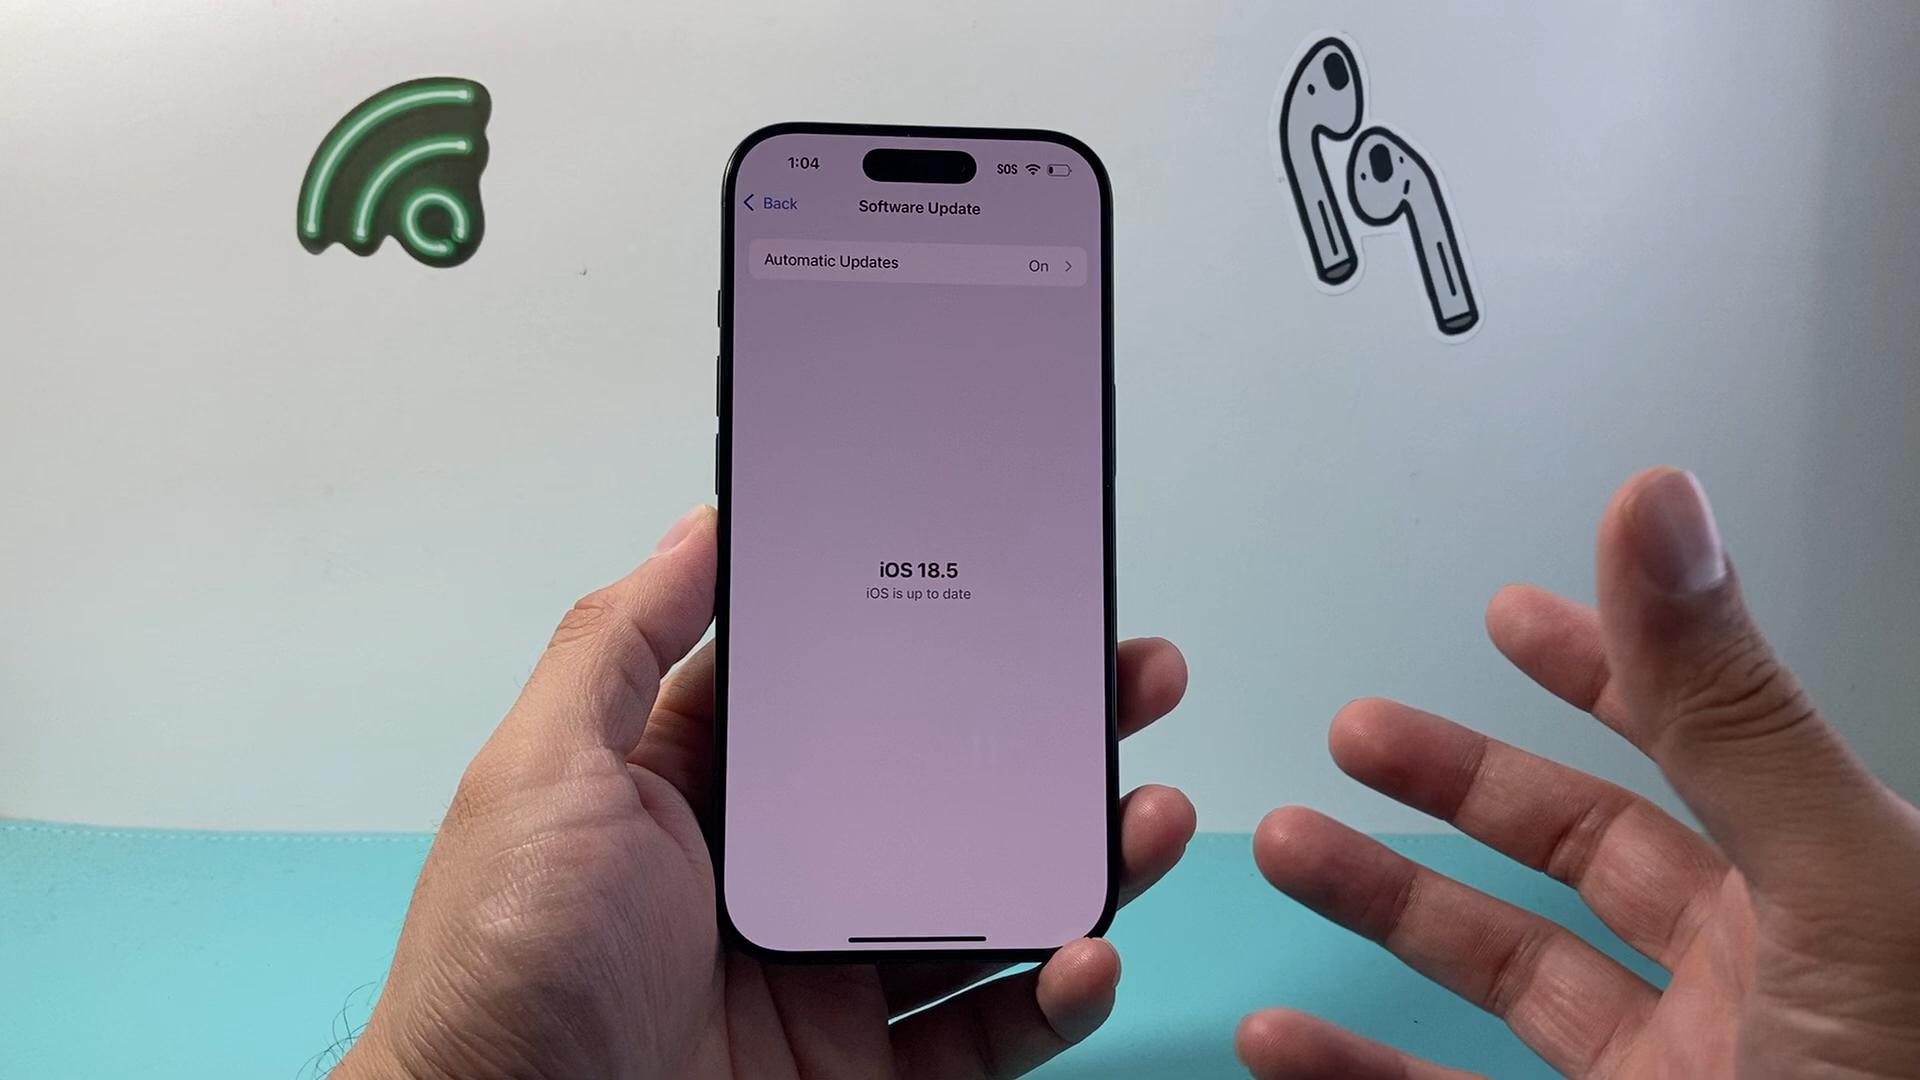 1:04
SOS
Back
Software Update
Automatic Updates
On
iOS 18.5
iOS is up to date